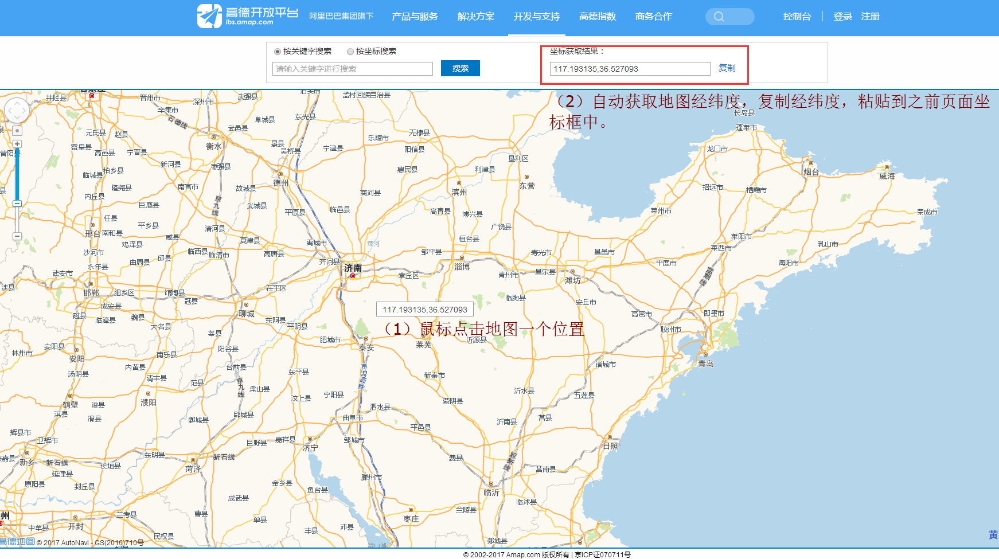 高德开放平台
lbs.amap.com
阿里巴巴集团旗下
产品与服务
解决方案
开发与支持
高德指数
商务合作
控制台
登录
注册
按关键字搜索
按坐标搜索
坐标获取结果：
请输入关键字进行搜索
搜索
117.193135,36.527093
复制
（2）自动获取地图经纬度，复制经纬度，粘贴到之前页面坐
标框中。
井陉县
晋州市
深州市
武强县
孟村回族自治县
辛集市
石德线
阜城县
东光县
长岛县
元氏县
赵县
武邑县
无棣县
蓬莱市
乐陵市
赞皇县
高邑县
宁晋县
衡水
景县
吴桥县
宁津县
阳信县
龙口市
昔阳县
新河县
枣强县
垦利区
柏乡县
临城县
惠民县
利津县
烟台
威海
隆尧县
南宫市
故城县
德州
商河县
滨州
东营
招远市
栖霞市
内丘县
巨鹿县
京九线
武城县
平原县
临邑县
高青县
博兴县
莱州市
荣成市
任县
平乡县
清河县
广饶县
邢台
南和县
威县
夏津县
禹城市
黄河
桓台县
莱阳市
鸡泽县
乳山市
沙河市
临西县
临清市
高唐县
邹平县
寿光市
昌邑市
莱西市
曲周县
邱县
齐河县
济南
淄博
平度市
海阳市
永年县
武安市
章丘区
青州市
昌乐县
潍坊
涉县
邯郸
肥乡区
馆陶县
冠县
茌平区
临朐县
安丘市
成安县
聊城
117.193135,36.527093
高密市
即墨市
磁县
临漳县
魏县
大名县
东阿县
平阴县
（1）鼠标点击地图一个位置
胶州市
莘县
肥城市
泰安
莱芜
沂源县
林州市
安阳县
安阳
南乐县
阳谷县
青岛
内黄县
台前县
东平县
京沪高铁
诸城市
汤阴县
清丰县
范县
京九线
梁山县
宁阳县
新泰市
沂水县
五莲县
鹤壁
浚县
濮阳
汶上县
蒙阴县
淇县
滑县
鄄城县
郓城县
泗水县
曲阜市
沂南县
莒县
辉县市
卫辉市
巨野县
嘉祥县
济宁
邹城市
平邑县
日照
新乡
新石线
东明县
菏泽
新石线
费县
延津县
长垣县
滕州市
莒南县
原阳县
封丘县
金乡县
鱼台县
临沂
成武县
临沭县
兰考县
曹县
单县
枣庄
兰陵县
中牟县
开封
丰县
沛县
民权县
微山湖
郯城县
黄
高德地图 © 2017 AutoNavi - GS(2016)710号
© 2002-2017 Amap.com 版权所有 | 京ICP证070711号